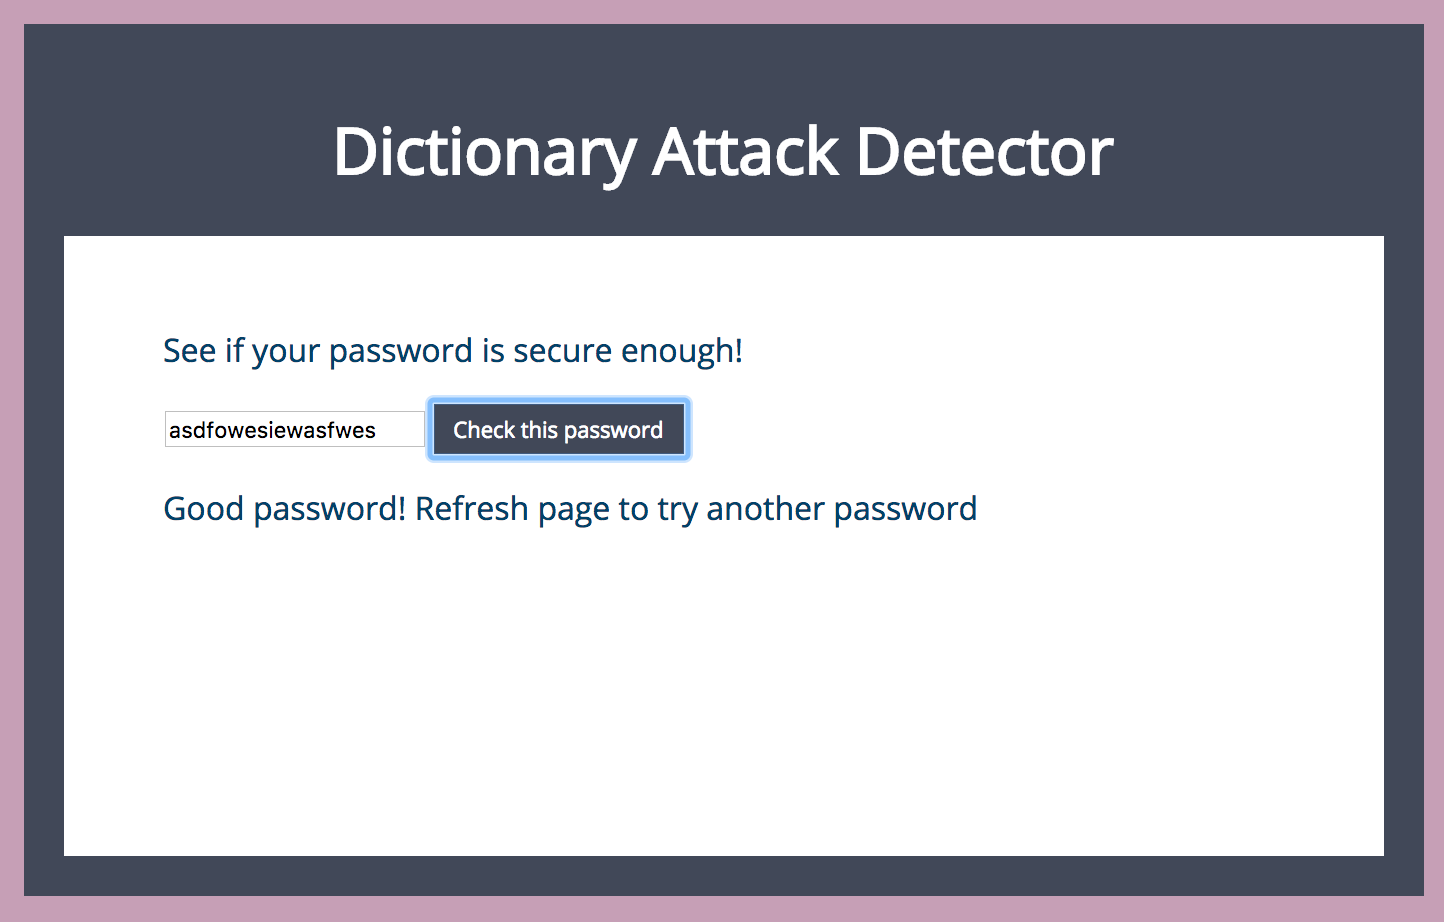 Dictionary Attack Detector
See if your password is secure enough!
asdfowesiewasfwes
Check this password
Good password! Refresh page to try another password